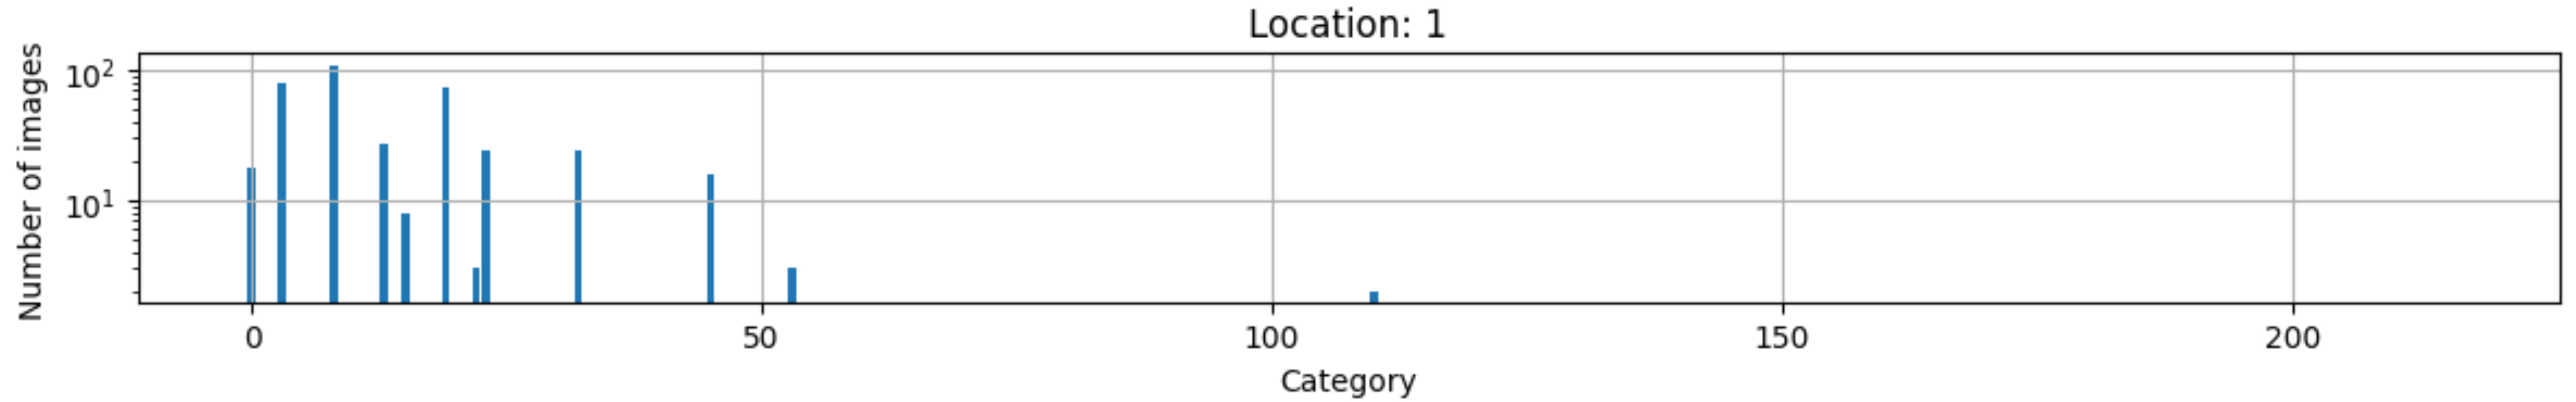 Location: 1
Number of images
10²
10¹
0 50 100 150 200
Category